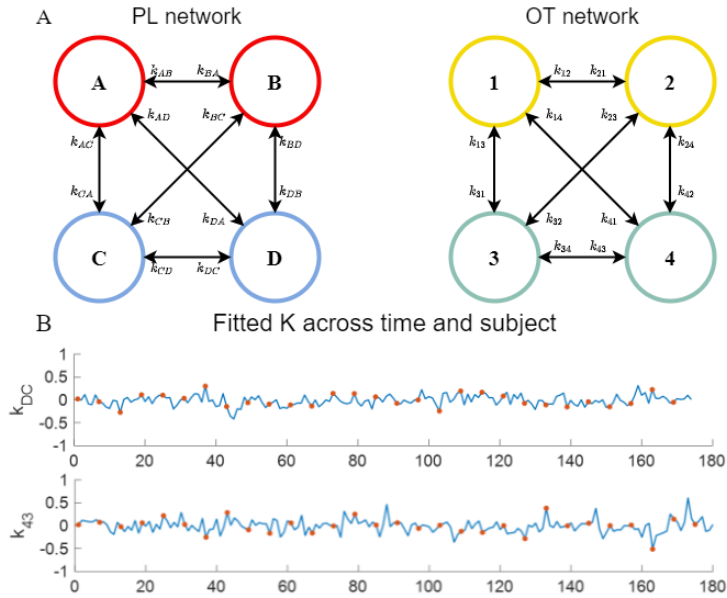 A PL network OT network
A k_AB k_BA B 1 k_12 k_21 2
k_AD k_BC k_14 k_23
k_AC k_BD k_13 k_24
k_CA k_DB k_31 k_42
k_CB k_DA k_32 k_41
C k_CD k_DC D 3 k_34 k_43 4
B Fitted K across time and subject
k_DC
1
0.5
0
-0.5
-1
0 20 40 60 80 100 120 140 160 180
k_43
1
0.5
0
-0.5
-1
0 20 40 60 80 100 120 140 160 180